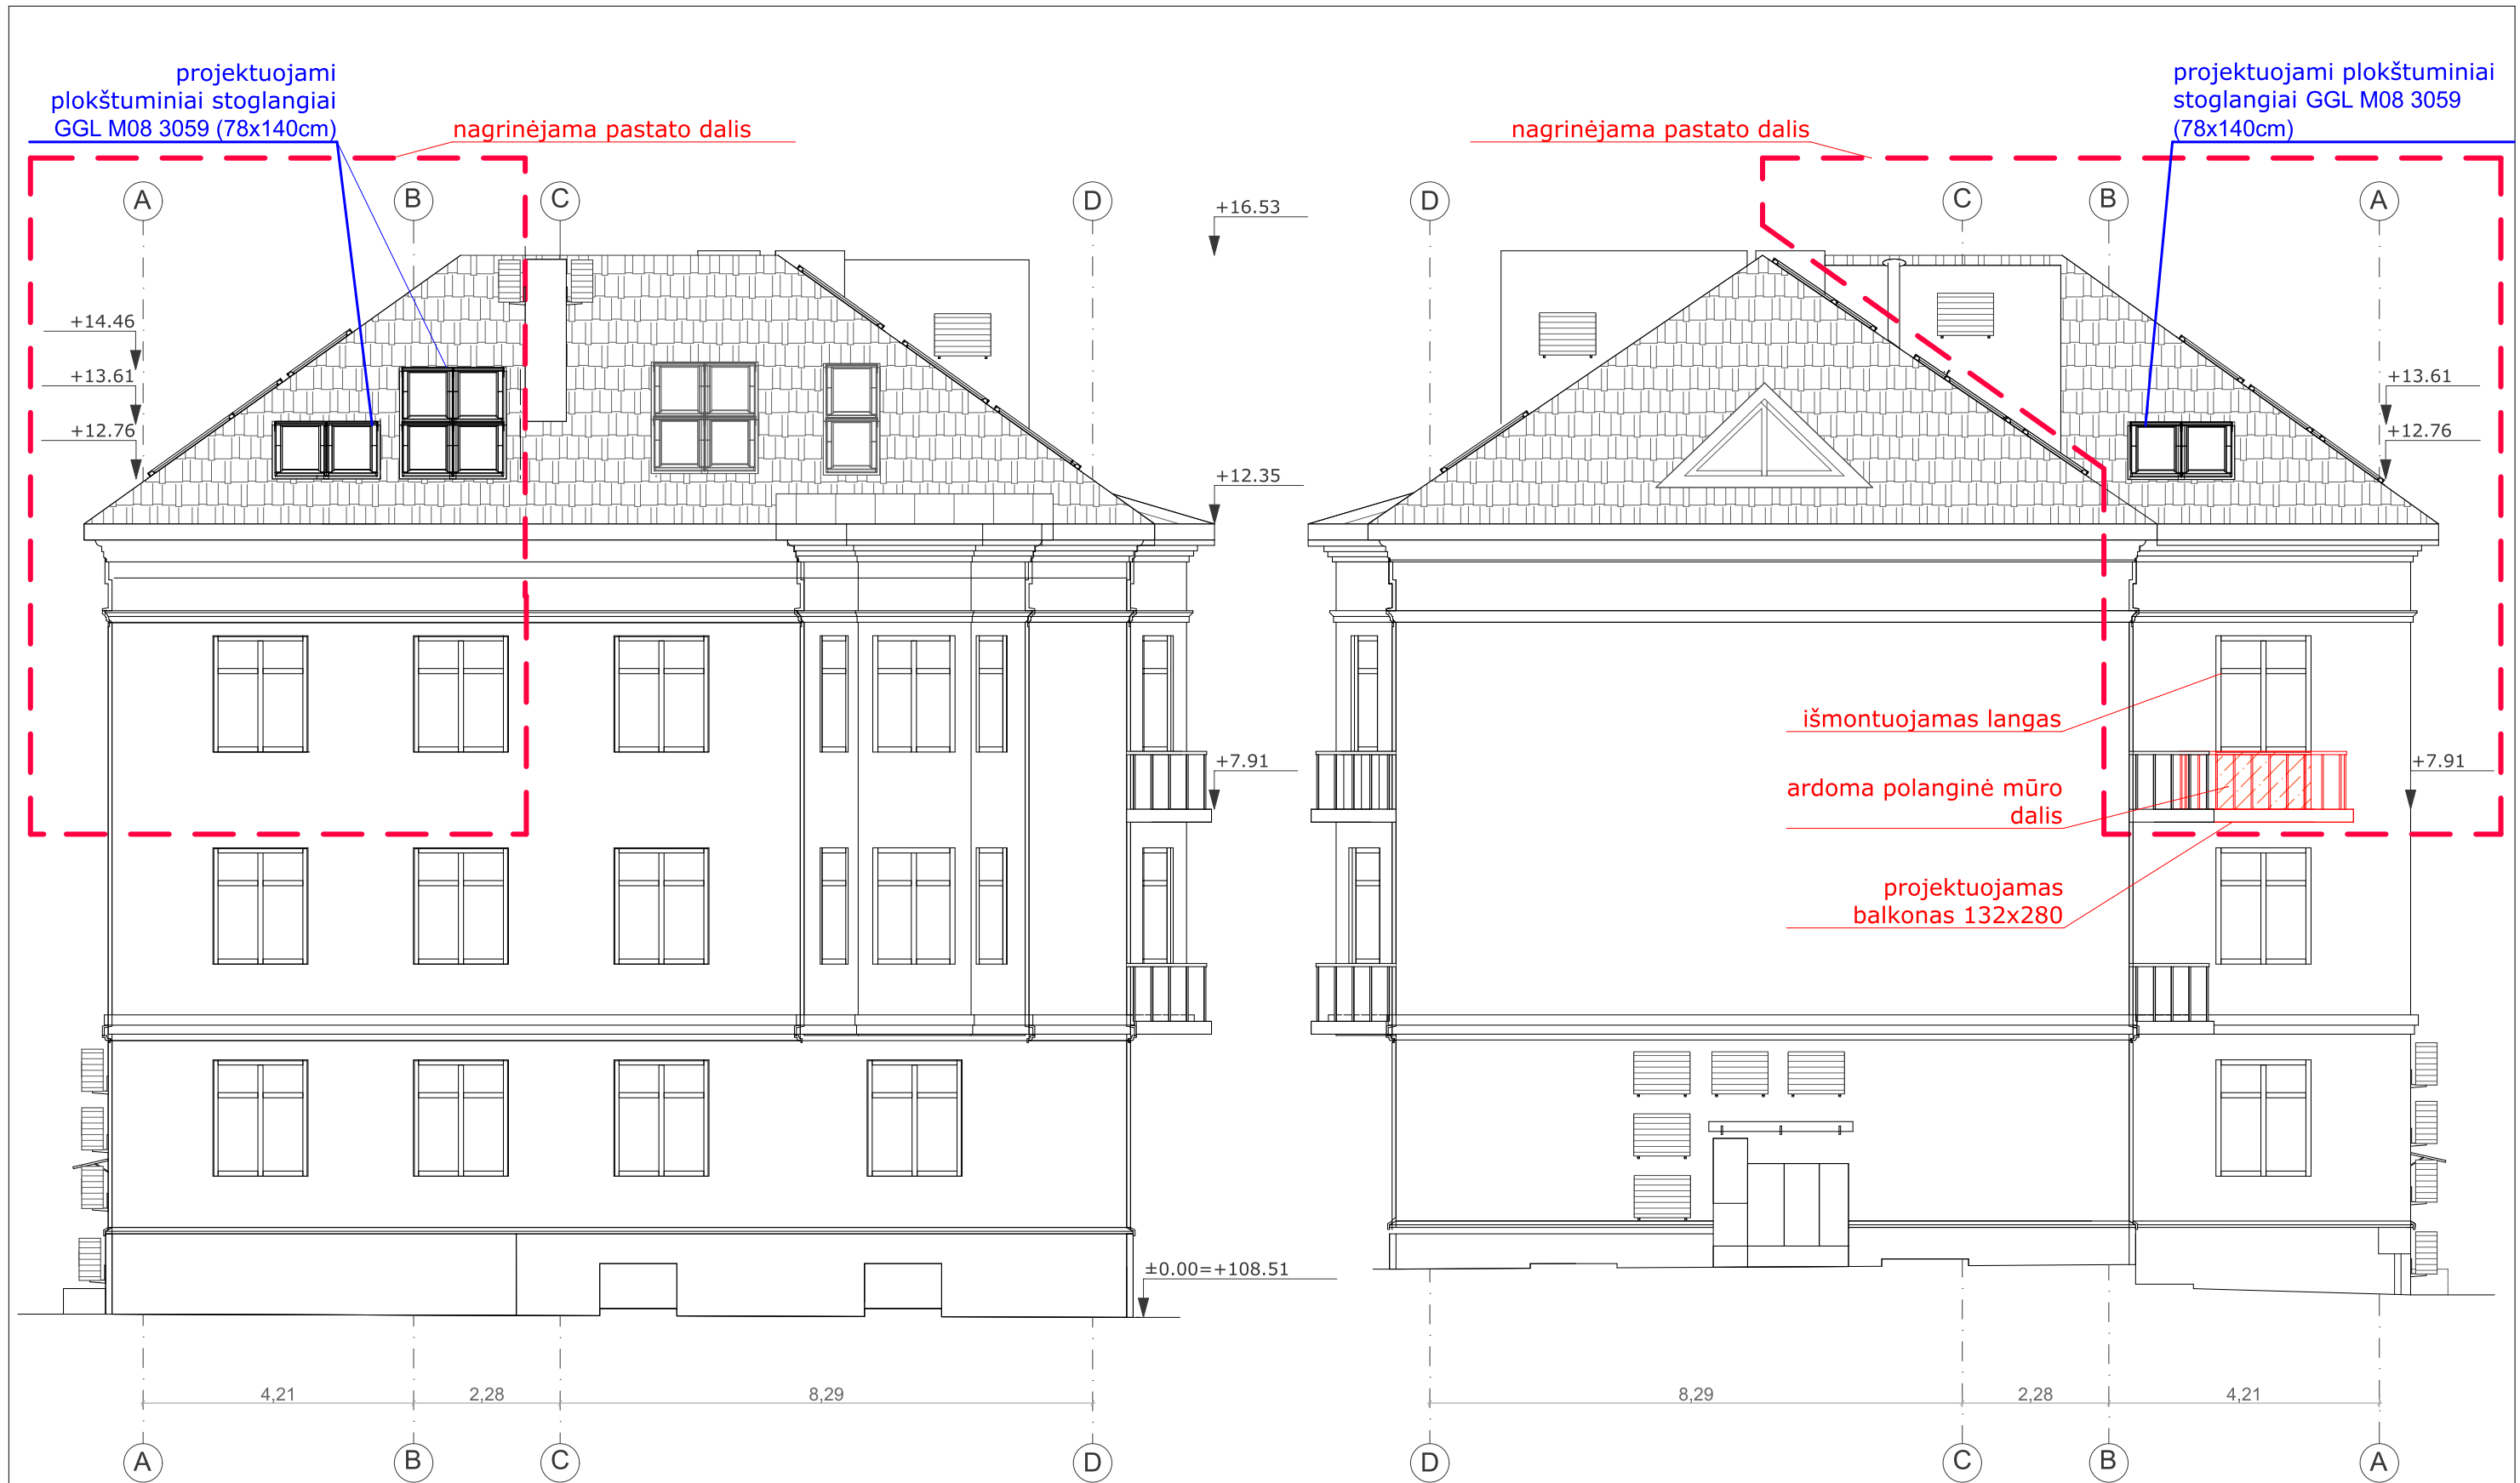 projektuojami
plokštuminiai stoglangiai
GGL M08 3059 (78x140cm)
nagrinėjama pastato dalis
nagrinėjama pastato dalis
projektuojami plokštuminiai
stoglangiai GGL M08 3059
(78x140cm)
A
B
C
D
D
C
B
A
+16.53
+14.46
+13.61
+12.76
+12.35
+13.61
+12.76
išmontuojamas langas
+7.91
+7.91
ardoma polanginė mūro
dalis
projektuojamas
balkonas 132x280
±0.00=+108.51
4,21
2,28
8,29
8,29
2,28
4,21
A
B
C
D
D
C
B
A